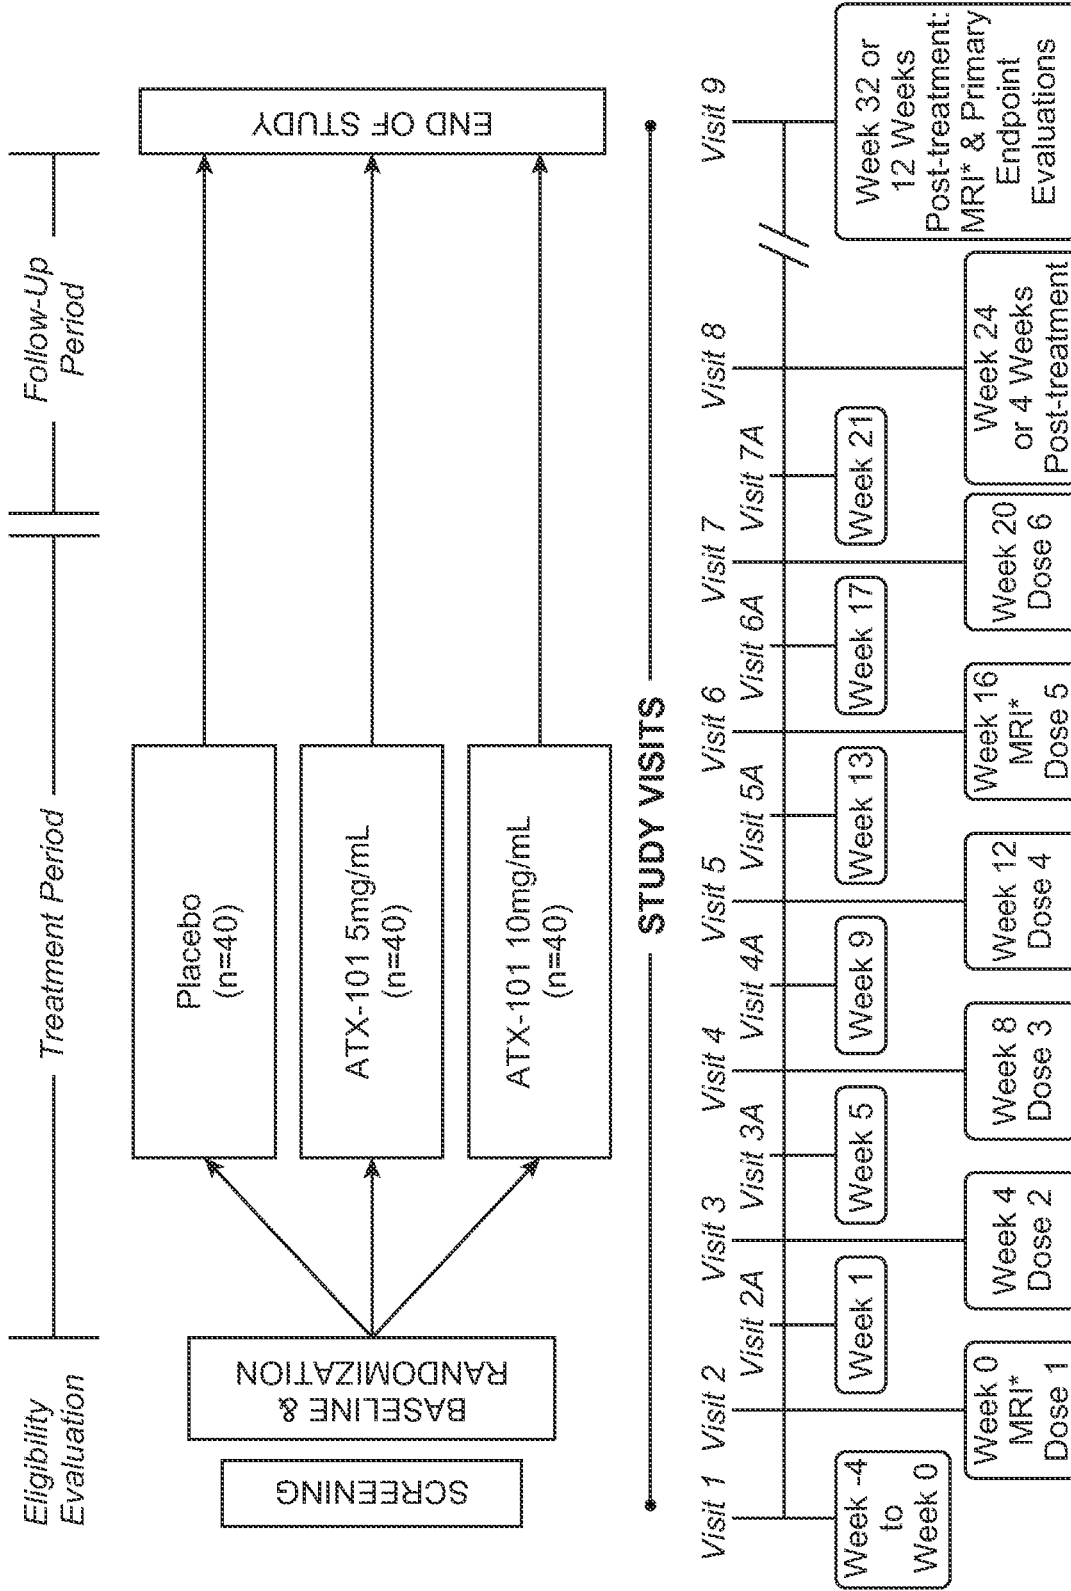 Eligibility
Evaluation
Treatment Period
Follow-Up
Period
SCREENING
BASELINE &
RANDOMIZATION
Placebo
(n=40)
ATX-101 5mg/mL
(n=40)
ATX-101 10mg/mL
(n=40)
END OF STUDY
STUDY VISITS
Visit 1
Visit 2
Visit 2A
Visit 3
Visit 3A
Visit 4
Visit 4A
Visit 5
Visit 5A
Visit 6
Visit 6A
Visit 7
Visit 7A
Visit 8
Visit 9
Week -4
to
Week 0
Week 1
Week 5
Week 9
Week 13
Week 17
Week 21
Week 32 or
12 Weeks
Post-treatment:
MRI* & Primary
Endpoint
Evaluations
Week 0
MRI*
Dose 1
Week 4
Dose 2
Week 8
Dose 3
Week 12
Dose 4
Week 16
MRI*
Dose 5
Week 20
Dose 6
Week 24
or 4 Weeks
Post-treatment